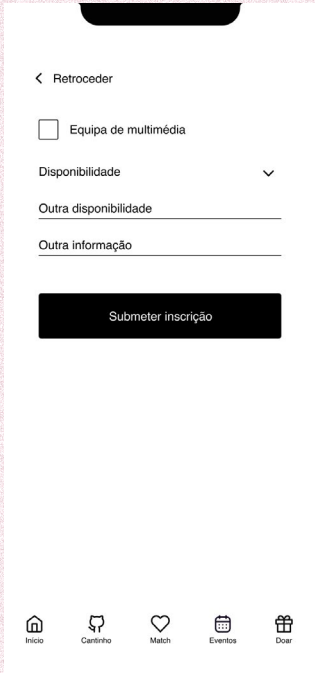 Retroceder
Equipa de multimédia
Disponibilidade
Outra disponibilidade
Outra informação
Submeter inscrição
Início Cantinho Match Eventos Doar